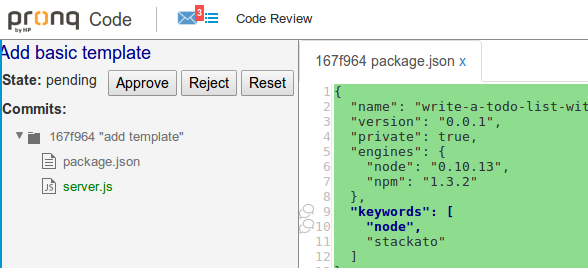 pronq Code
by HP
3
Code Review
Add basic template
State: pending Approve Reject Reset
Commits:
167f964 "add template"
package.json
JS server.js
167f964 package.json x
1 {
2 "name": "write-a-todo-list-wit
3 "version": "0.0.1",
4 "private": true,
5 "engines": {
6 "node": "0.10.13",
7 "npm": "1.3.2"
8 },
9 "keywords": [
10 "node",
11 "stackato"
12 ]